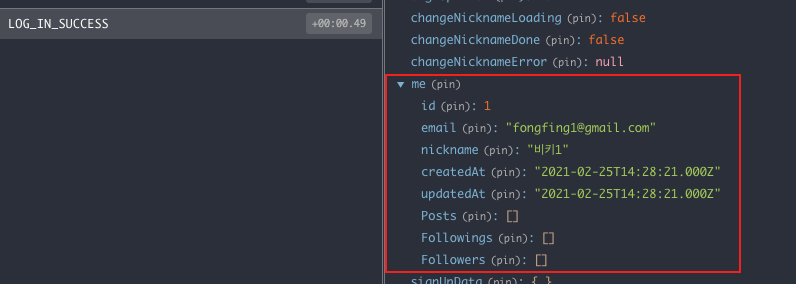 LOG_IN_SUCCESS
+00:00.49
changeNicknameLoading (pin): false
changeNicknameDone (pin): false
changeNicknameError (pin): null
me (pin)
id (pin): 1
email (pin): "fongfing1@gmail.com"
nickname (pin): "비키1"
createdAt (pin): "2021-02-25T14:28:21.000Z"
updatedAt (pin): "2021-02-25T14:28:21.000Z"
Posts (pin): []
Followings (pin): []
Followers (pin): []
signUpData (pin): { }